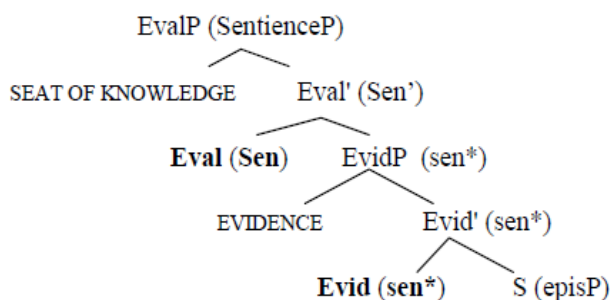 EvalP (SentienceP)
SEAT OF KNOWLEDGE Eval' (Sen’)
Eval (Sen) EvidP (sen*)
EVIDENCE Evid' (sen*)
Evid (sen*) S (episP)